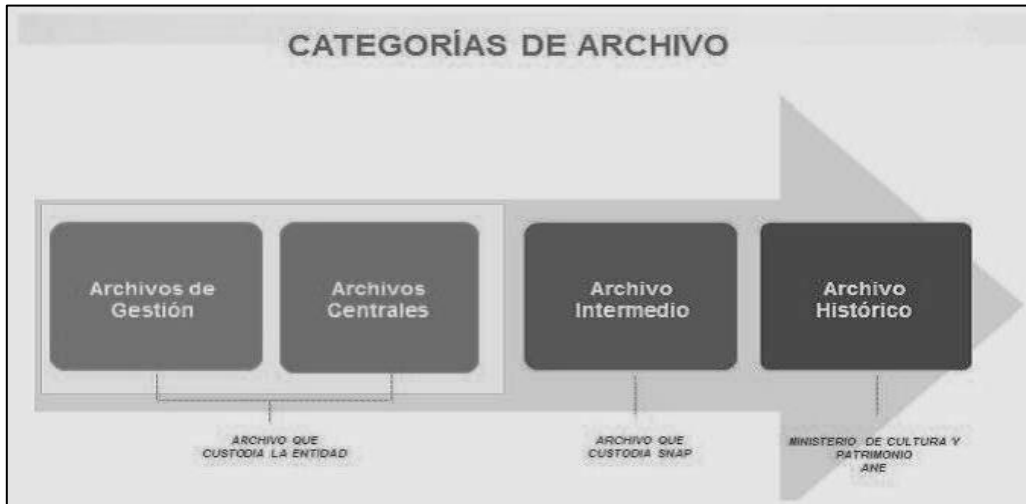 CATEGORÍAS DE ARCHIVO
Archivos de
Gestión
Archivos
Centrales
Archivo
Intermedio
Archivo
Histórico
ARCHIVO QUE
CUSTODIA LA ENTIDAD
ARCHIVO QUE
CUSTODIA SNAP
MINISTERIO DE CULTURA Y
PATRIMONIO
ANE